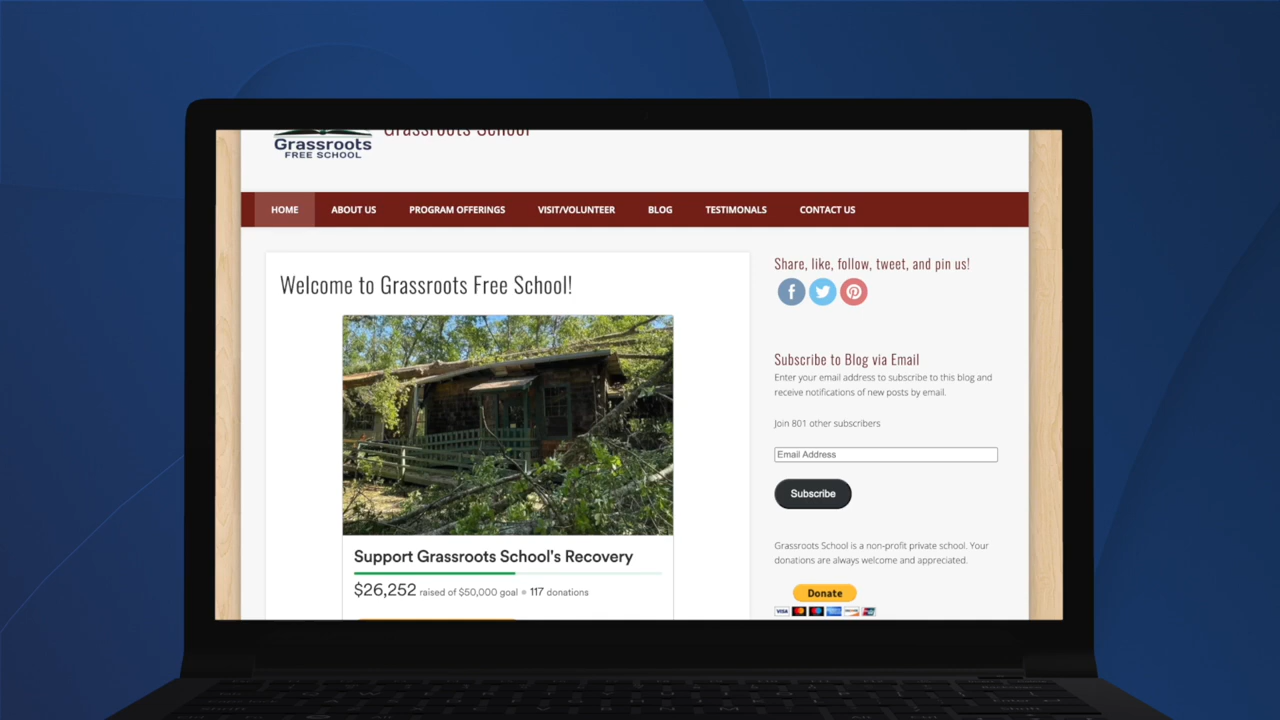 Grassroots School
Grassroots
FREE SCHOOL
HOME ABOUT US PROGRAM OFFERINGS VISIT/VOLUNTEER BLOG TESTIMONALS CONTACT US
Welcome to Grassroots Free School!
Support Grassroots School's Recovery
$26,252 raised of $50,000 goal • 117 donations
Share, like, follow, tweet, and pin us!
Subscribe to Blog via Email
Enter your email address to subscribe to this blog and
receive notifications of new posts by email.
Join 801 other subscribers
Email Address
Subscribe
Grassroots School is a non-profit private school. Your
donations are always welcome and appreciated.
Donate
VISA